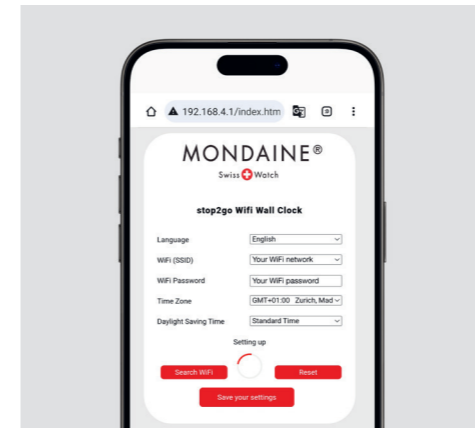 192.168.4.1/index.htm
MONDAINE®
Swiss Watch
stop2go Wifi Wall Clock
Language English
WiFi (SSID) Your WiFi network
WiFi Password Your WiFi password
Time Zone GMT+01:00 Zurich, Mad
Daylight Saving Time Standard Time
Setting up
Search WiFi Reset
Save your settings